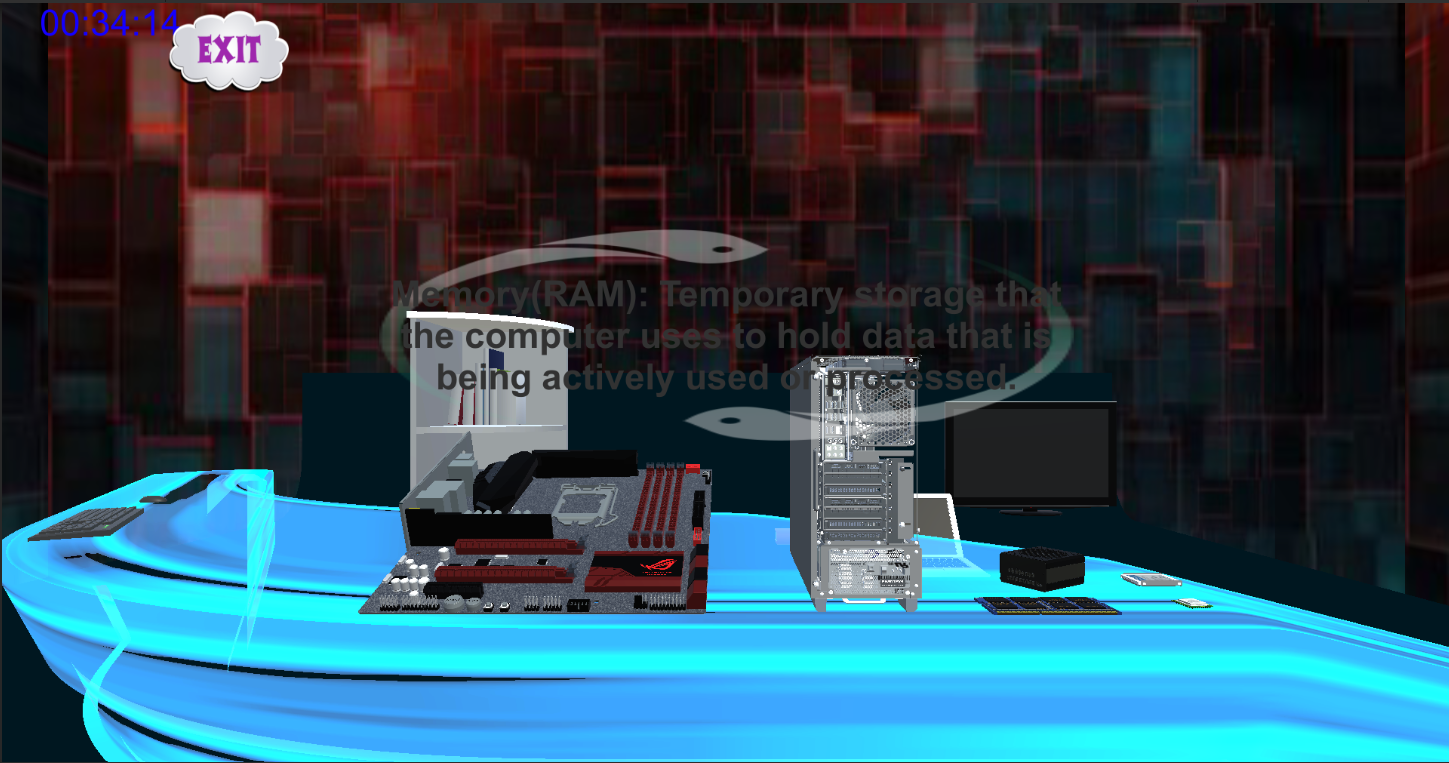 00:34:14
EXIT
Memory(RAM): Temporary storage that
the computer uses to hold data that is
being actively used or processed.